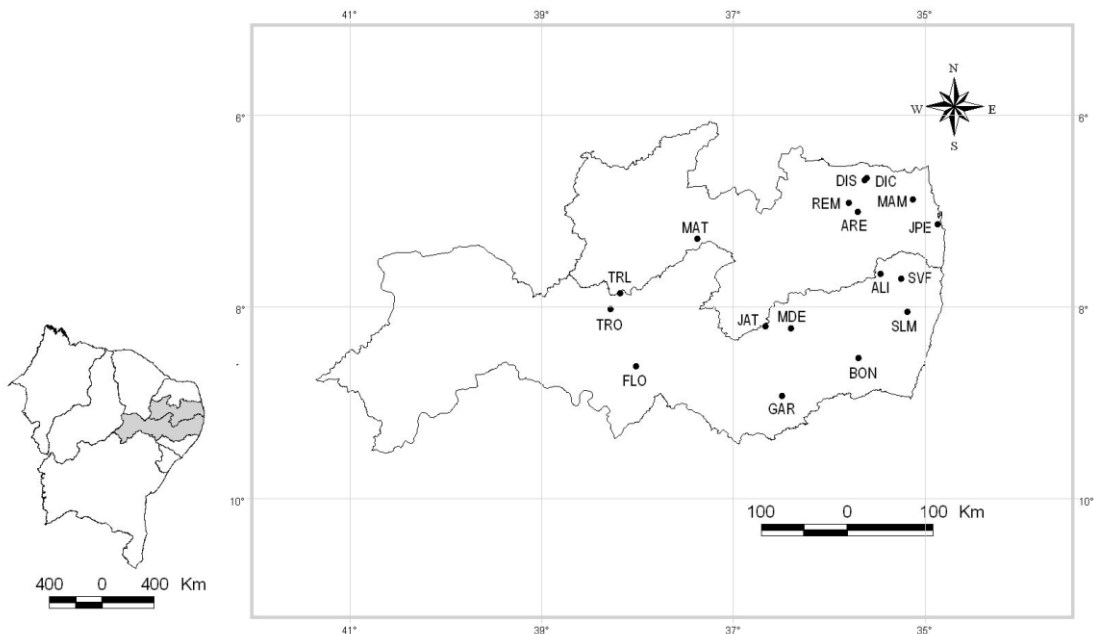 41°
39°
37°
35°
N
W
E
S
6°
6°
DIS
DIC
REM
MAM
ARE
JPE
MAT
TRL
ALI
SVF
8°
8°
TRO
JAT
MDE
SLM
FLO
BON
GAR
10°
10°
100 0 100 Km
400 0 400 Km
41°
39°
37°
35°